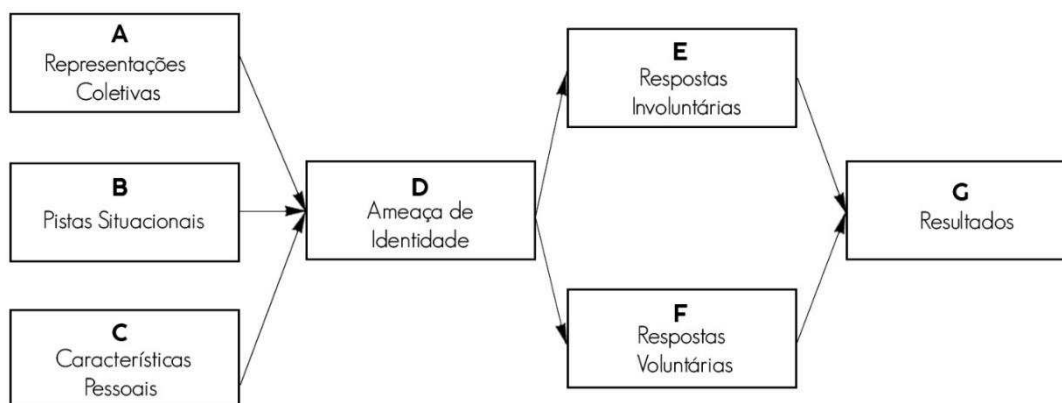 A
Representações
Coletivas
B
Pistas Situacionais
C
Características
Pessoais
D
Ameaça de
Identidade
E
Respostas
Involuntárias
F
Respostas
Voluntárias
G
Resultados